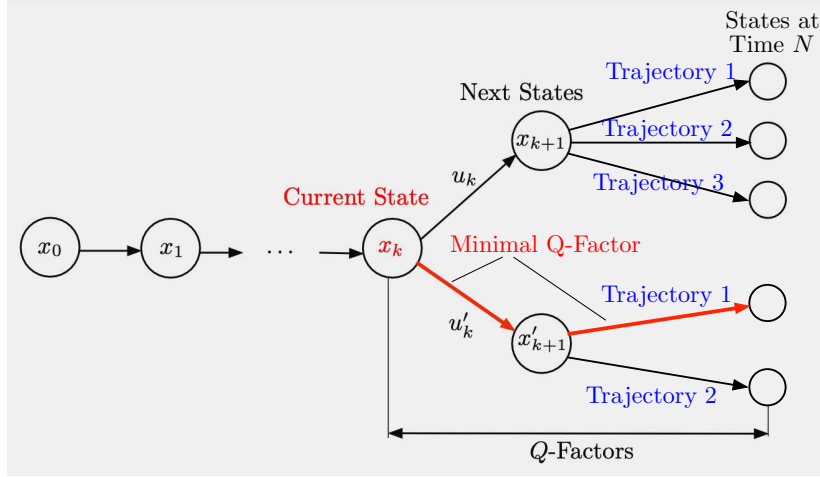 States at
Time N
Trajectory 1
Next States
Trajectory 2
x_{k+1}
u_k
Trajectory 3
Current State
x_0
x_1
...
x_k
Minimal Q-Factor
Trajectory 1
u'_k
x'_{k+1}
Trajectory 2
Q-Factors